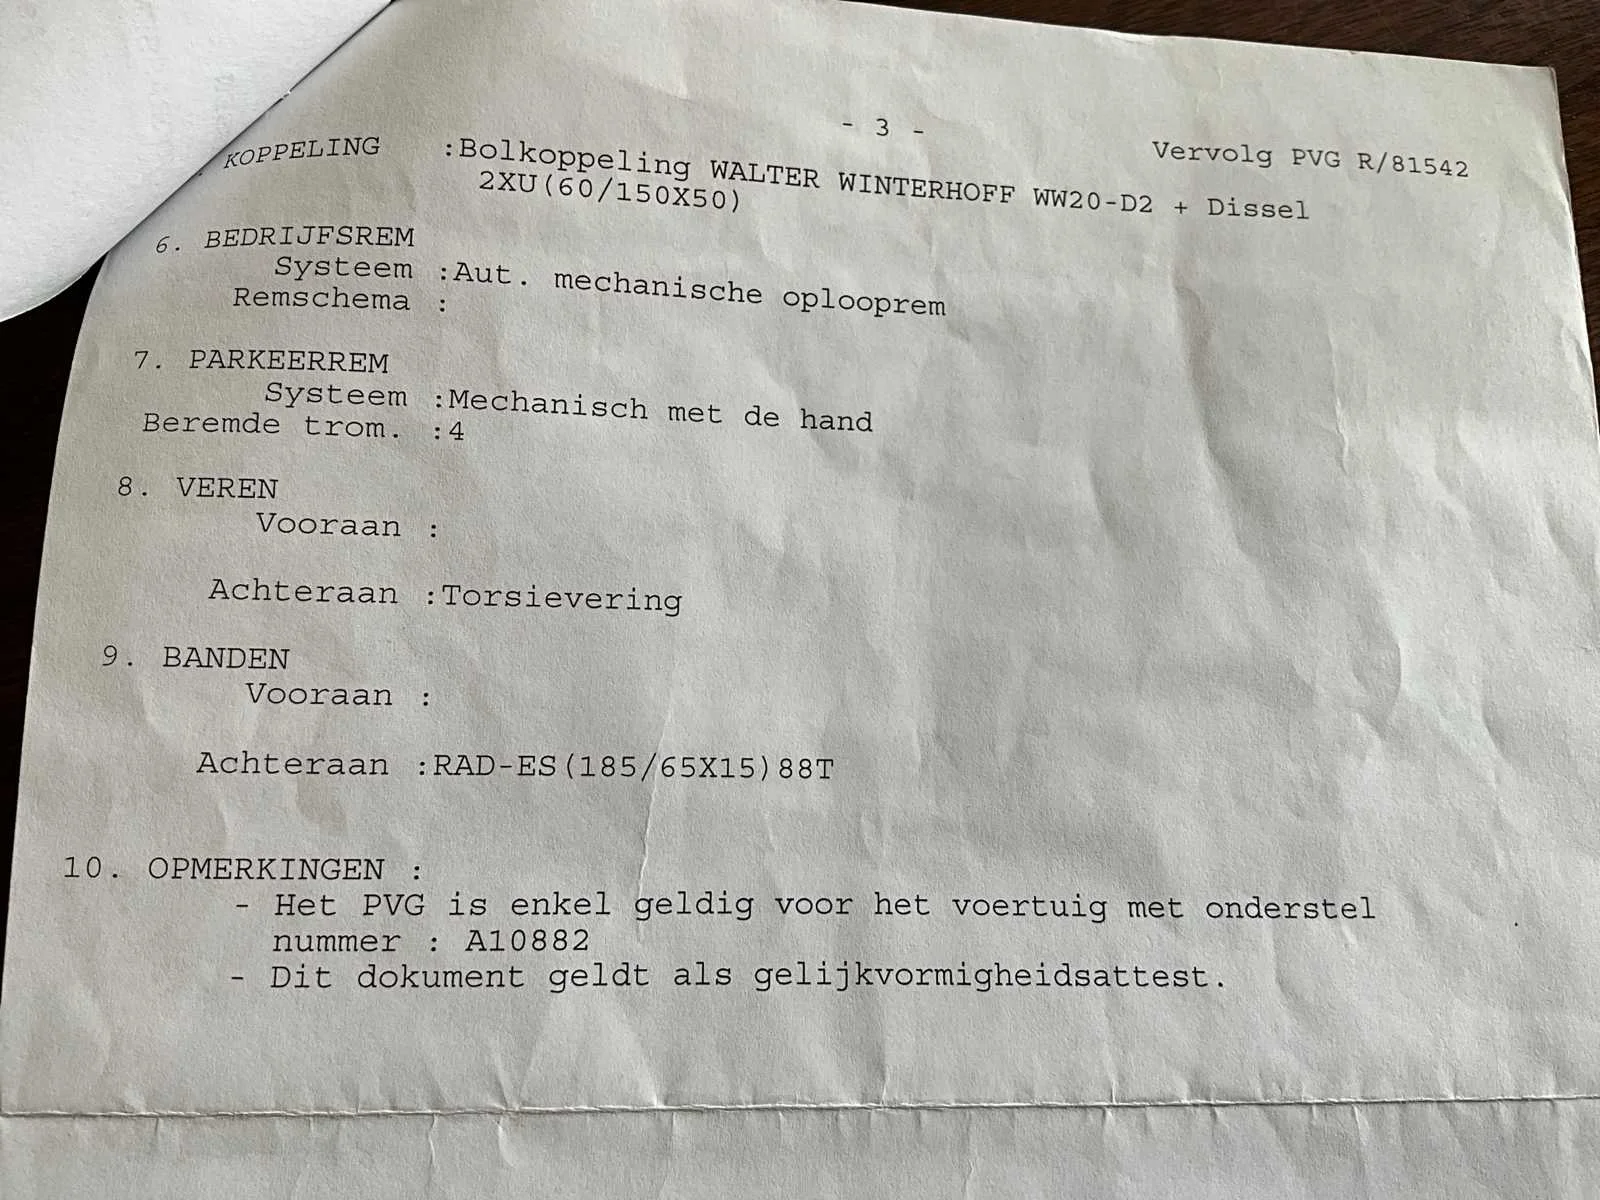 - 3 -
Vervolg PVG R/81542
. KOPPELING :Bolkoppeling WALTER WINTERHOFF WW20-D2 + Dissel
2XU(60/150X50)
6. BEDRIJFSREM
Systeem :Aut. mechanische oplooprem
Remschema :
7. PARKEERREM
Systeem :Mechanisch met de hand
Beremde trom. :4
8. VEREN
Vooraan :
Achteraan :Torsievering
9. BANDEN
Vooraan :
Achteraan :RAD-ES(185/65X15)88T
10. OPMERKINGEN :
- Het PVG is enkel geldig voor het voertuig met onderstel
nummer : A10882
- Dit dokument geldt als gelijkvormigheidsattest.